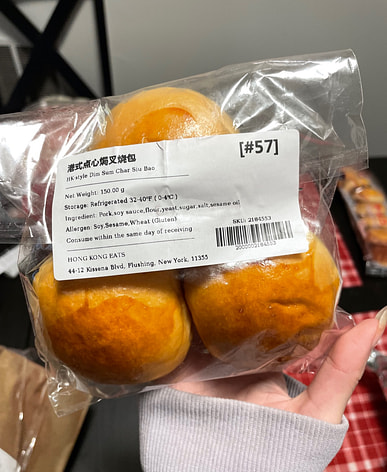 [#57]
港式点心焗叉烧包
HK style Dim Sum Char Siu Bao
Net Weight: 150.00 g
Storage: Refrigerated 32-40°F ( 0-4°C )
Ingredient: Pork,soy sauce,flour,yeast,sugar,salt,sesame oil
Allergen: Soy,Sesame,Wheat (Gluten)
Consume within the same day of receiving
SKU: 2184553
2000002184553
HONG KONG EATS
44-12 Kissena Blvd, Flushing, New York, 11355